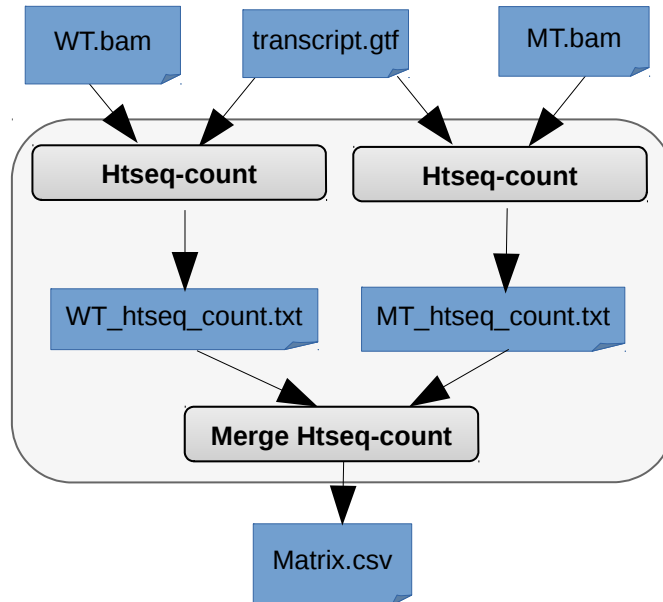 WT.bam
transcript.gtf
MT.bam
Htseq-count
Htseq-count
WT_htseq_count.txt
MT_htseq_count.txt
Merge Htseq-count
Matrix.csv